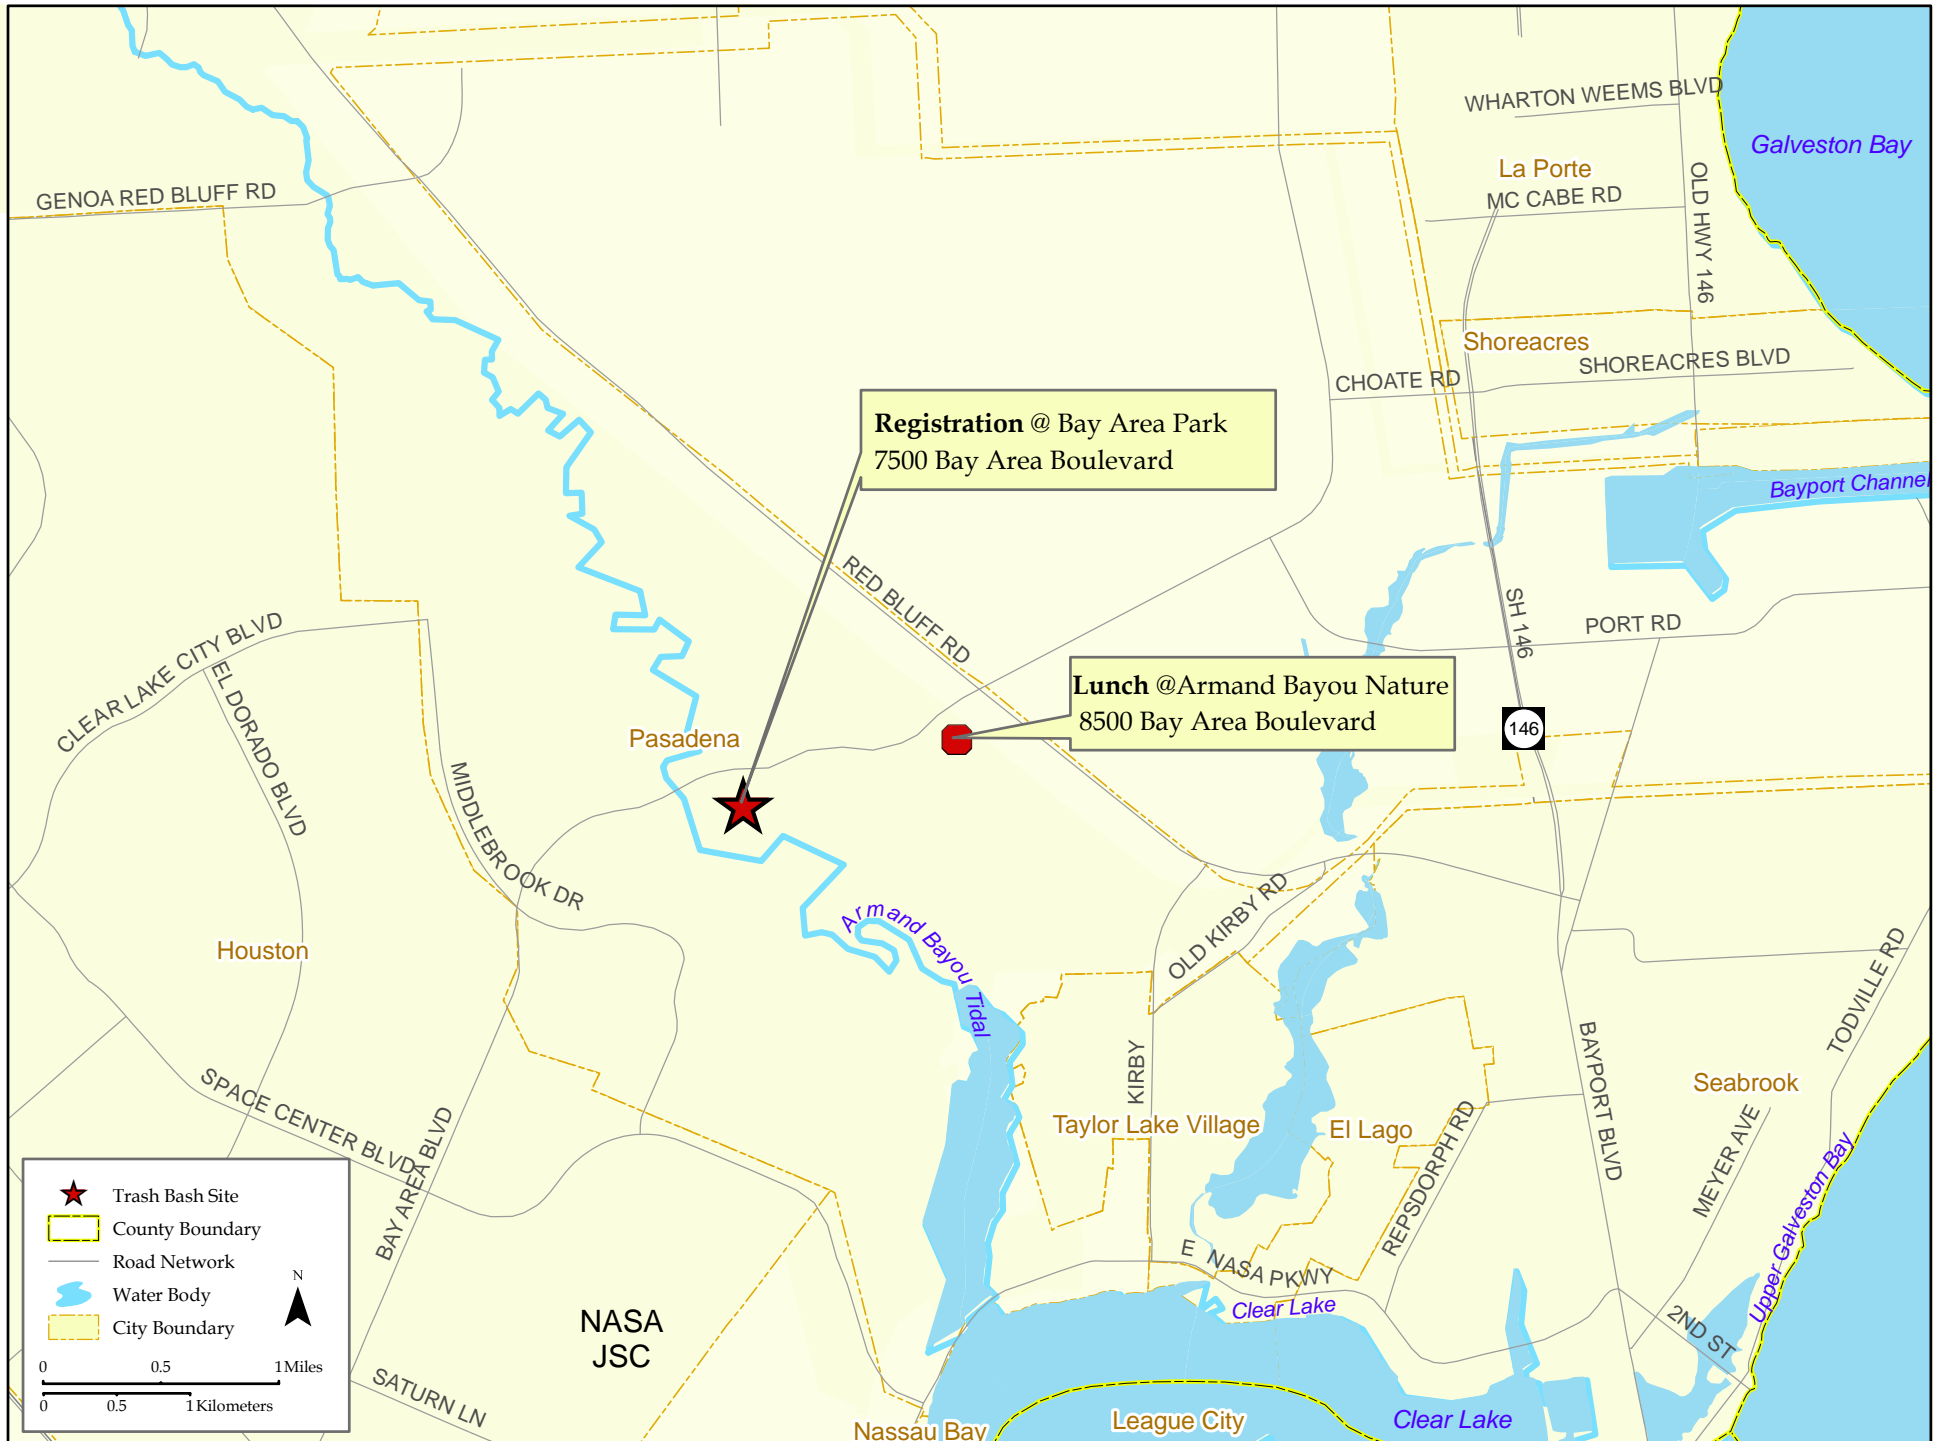 WHARTON WEEMS BLVD
Galveston Bay
La Porte
MC CABE RD
OLD HWY 146
GENOA RED BLUFF RD
Shoreacres
SHOREACRES BLVD
CHOATE RD
Registration @ Bay Area Park
7500 Bay Area Boulevard
Bayport Channel
RED BLUFF RD
SH 146
PORT RD
CLEAR LAKE CITY BLVD
EL DORADO BLVD
Lunch @Armand Bayou Nature
8500 Bay Area Boulevard
146
Pasadena
MIDDLEBROOK DR
Houston
Armand Bayou Tidal
OLD KIRBY RD
TODVILLE RD
KIRBY
BAYPORT BLVD
Seabrook
SPACE CENTER BLVD
BAY AREA BLVD
Taylor Lake Village
El Lago
REPSDORPH RD
MEYER AVE
Upper Galveston Bay
E NASA PKWY
Clear Lake
2ND ST
NASA
JSC
SATURN LN
Nassau Bay
League City
Clear Lake
Trash Bash Site
County Boundary
Road Network
Water Body
City Boundary
N
0 0.5 1 Miles
0 0.5 1 Kilometers